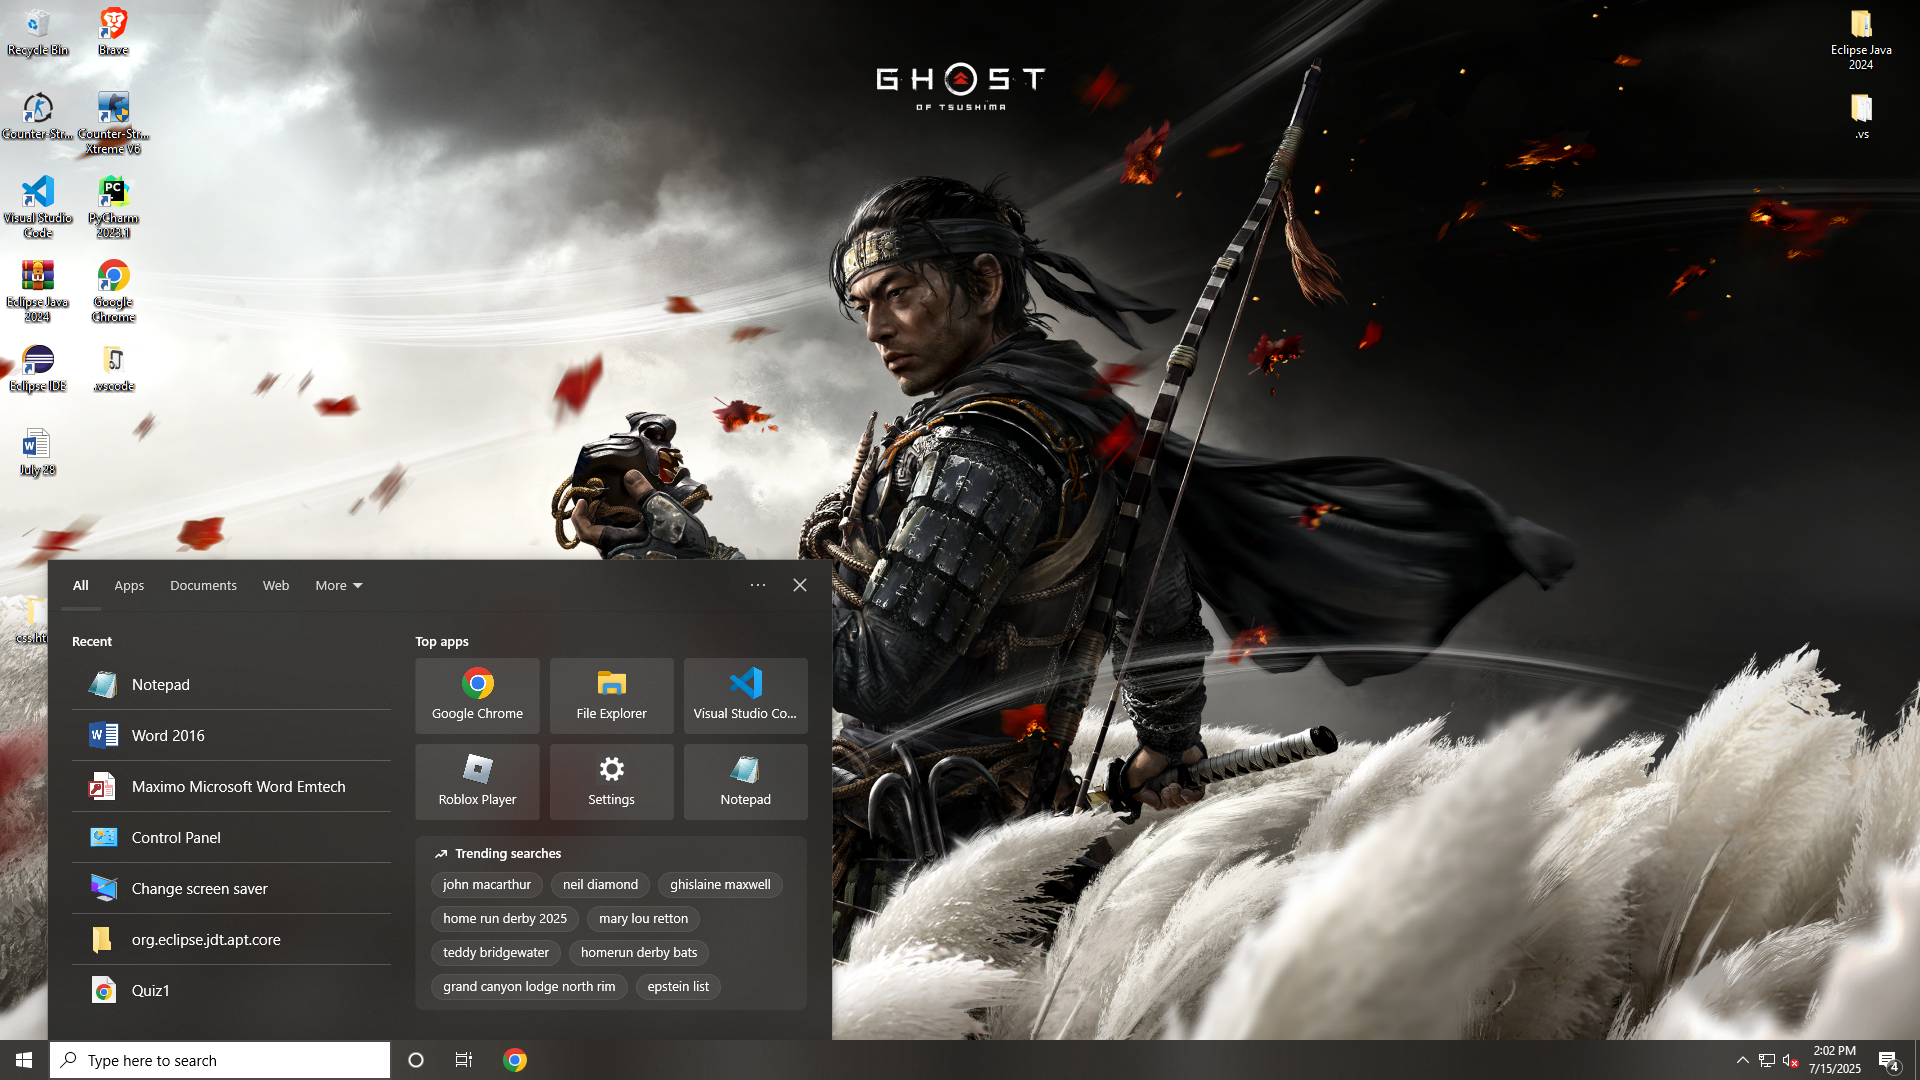 Recycle Bin
Brave
Counter-Str...
Counter-Str...
Xtreme V6
Visual Studio
Code
PC
PyCharm
2023.1
Eclipse Java
2024
Google
Chrome
Eclipse IDE
.vscode
W
July 28
GHOST
OF TSUSHIMA
Eclipse Java
2024
.vs
All
Apps
Documents
Web
More
Recent
Notepad
Word 2016
Maximo Microsoft Word Emtech
Control Panel
Change screen saver
org.eclipse.jdt.apt.core
Quiz1
Top apps
Google Chrome
File Explorer
Visual Studio Co...
Roblox Player
Settings
Notepad
Trending searches
john macarthur
neil diamond
ghislaine maxwell
home run derby 2025
mary lou retton
teddy bridgewater
homerun derby bats
grand canyon lodge north rim
epstein list
Type here to search
2:02 PM
7/15/2025
4